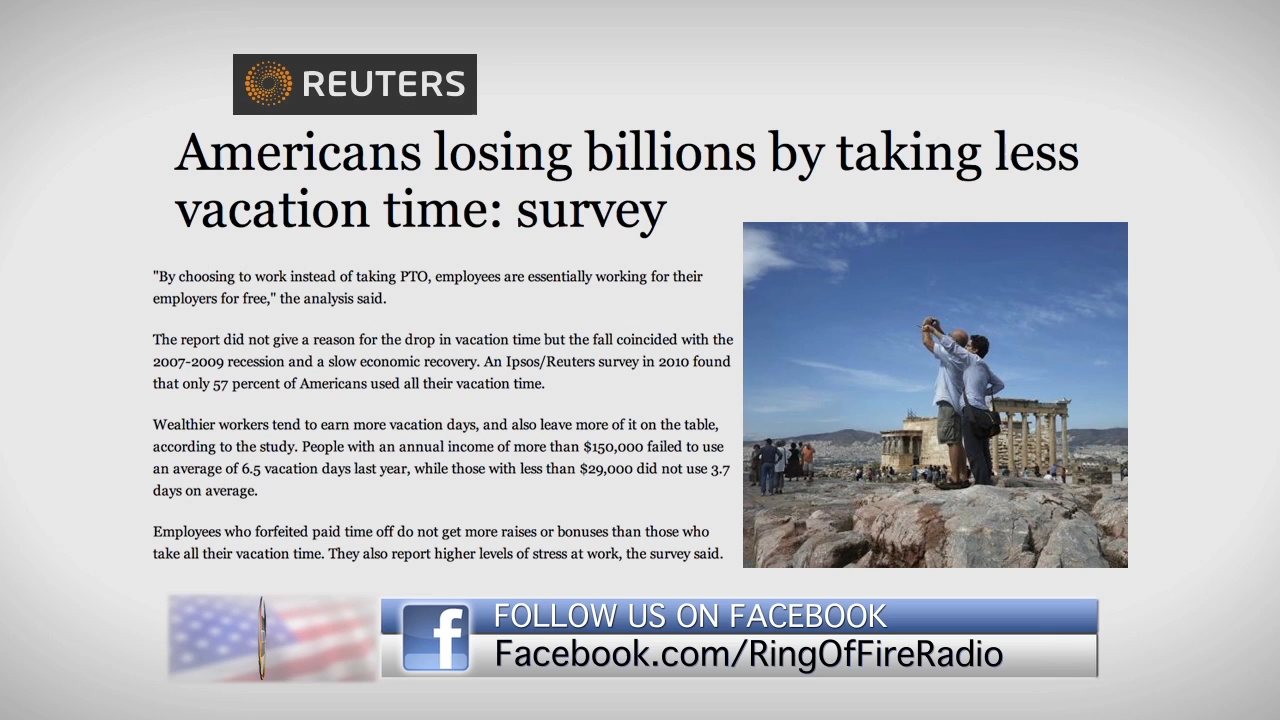 REUTERS
Americans losing billions by taking less
vacation time: survey
"By choosing to work instead of taking PTO, employees are essentially working for their
employers for free," the analysis said.
The report did not give a reason for the drop in vacation time but the fall coincided with the
2007-2009 recession and a slow economic recovery. An Ipsos/Reuters survey in 2010 found
that only 57 percent of Americans used all their vacation time.
Wealthier workers tend to earn more vacation days, and also leave more of it on the table,
according to the study. People with an annual income of more than $150,000 failed to use
an average of 6.5 vacation days last year, while those with less than $29,000 did not use 3.7
days on average.
Employees who forfeited paid time off do not get more raises or bonuses than those who
take all their vacation time. They also report higher levels of stress at work, the survey said.
f
FOLLOW US ON FACEBOOK
Facebook.com/RingOfFireRadio